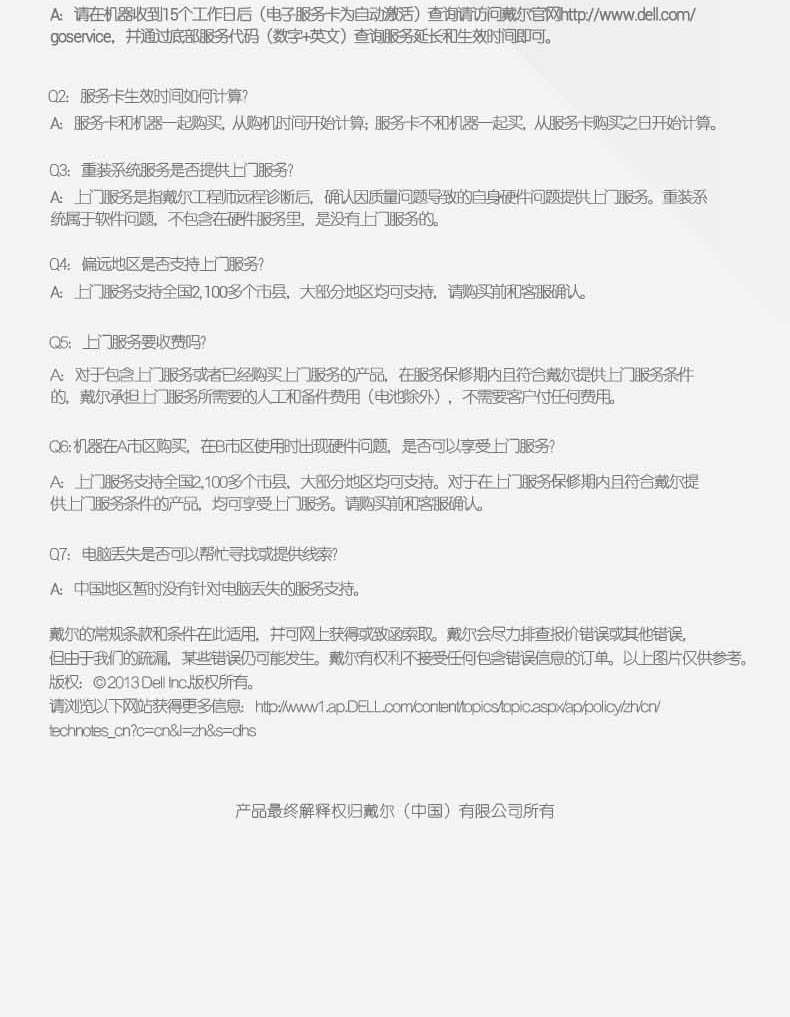 A：请在机器收到15个工作日后（电子服务卡为自动激活）查询请访问戴尔官网http://www.dell.com/
goservice，并通过底部服务代码（数字+英文）查询服务延长和生效时间即可。
Q2：服务卡生效时间如何计算?
A：服务卡和机器一起购买，从购机时间开始计算；服务卡不和机器一起买，从服务卡购买之日开始计算。
Q3：重装系统服务是否提供上门服务?
A：上门服务是指戴尔工程师远程诊断后，确认因质量问题导致的自身硬件问题提供上门服务。重装系
统属于软件问题，不包含在硬件服务里，是没有上门服务的。
Q4：偏远地区是否支持上门服务?
A：上门服务支持全国2,100多个市县，大部分地区均可支持，请购买前和客服确认。
Q5：上门服务要收费吗?
A：对于包含上门服务或者已经购买上门服务的产品，在服务保修期内且符合戴尔提供上门服务条件
的，戴尔承担上门服务所需要的人工和备件费用（电池除外），不需要客户付任何费用。
Q6:机器在A市区购买，在B市区使用时出现硬件问题，是否可以享受上门服务?
A：上门服务支持全国2,100多个市县，大部分地区均可支持。对于在上门服务保修期内且符合戴尔提
供上门服务条件的产品，均可享受上门服务。请购买前和客服确认。
Q7：电脑丢失是否可以帮忙寻找或提供线索?
A：中国地区暂时没有针对电脑丢失的服务支持。
戴尔的常规条款和条件在此适用，并可网上获得或致函索取。戴尔会尽力排查报价错误或其他错误，
但由于我们的疏漏，某些错误仍可能发生。戴尔有权利不接受任何包含错误信息的订单。以上图片仅供参考。
版权：©2013 Dell Inc.版权所有。
请浏览以下网站获得更多信息：http://www1.ap.DELL.com/content/topics/topic.aspx/ap/policy/zh/cn/
technotes_cn?c=cn&l=zh&s=dhs
产品最终解释权归戴尔（中国）有限公司所有